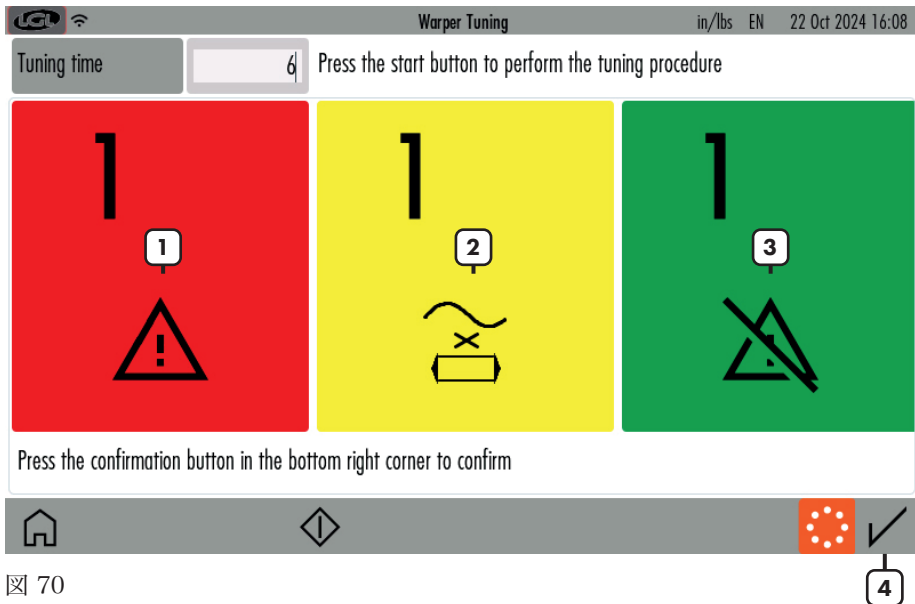 LGL Warper Tuning in/lbs EN 22 Oct 2024 16:08
Tuning time 6 Press the start button to perform the tuning procedure
1 1 1
1 2 3
Press the confirmation button in the bottom right corner to confirm
図 70
4